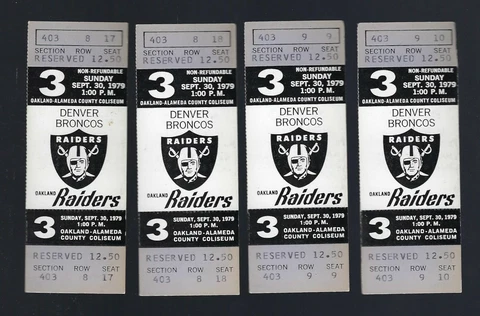 403 8 17
SECTION ROW SEAT
RESERVED 12.50
3 NON-REFUNDABLE
SUNDAY
SEPT. 30, 1979
1:00 P.M.
OAKLAND-ALAMEDA COUNTY COLISEUM
DENVER
BRONCOS
RAIDERS
OAKLAND Raiders
3 SUNDAY, SEPT. 30, 1979
1:00 P.M.
OAKLAND-ALAMEDA
COUNTY COLISEUM
RESERVED 12.50
SECTION ROW SEAT
403 8 17
403 8 18
SECTION ROW SEAT
RESERVED 12.50
3 NON-REFUNDABLE
SUNDAY
SEPT. 30, 1979
1:00 P.M.
OAKLAND-ALAMEDA COUNTY COLISEUM
DENVER
BRONCOS
RAIDERS
OAKLAND Raiders
3 SUNDAY, SEPT. 30, 1979
1:00 P.M.
OAKLAND-ALAMEDA
COUNTY COLISEUM
RESERVED 12.50
SECTION ROW SEAT
403 8 18
403 9 9
SECTION ROW SEAT
RESERVED 12.50
3 NON-REFUNDABLE
SUNDAY
SEPT. 30, 1979
1:00 P.M.
OAKLAND-ALAMEDA COUNTY COLISEUM
DENVER
BRONCOS
RAIDERS
OAKLAND Raiders
3 SUNDAY, SEPT. 30, 1979
1:00 P.M.
OAKLAND-ALAMEDA
COUNTY COLISEUM
RESERVED 12.50
SECTION ROW SEAT
403 9 9
403 9 10
SECTION ROW SEAT
RESERVED 12.50
3 NON-REFUNDABLE
SUNDAY
SEPT. 30, 1979
1:00 P.M.
OAKLAND-ALAMEDA COUNTY COLISEUM
DENVER
BRONCOS
RAIDERS
OAKLAND Raiders
3 SUNDAY, SEPT. 30, 1979
1:00 P.M.
OAKLAND-ALAMEDA
COUNTY COLISEUM
RESERVED 12.50
SECTION ROW SEAT
403 9 10